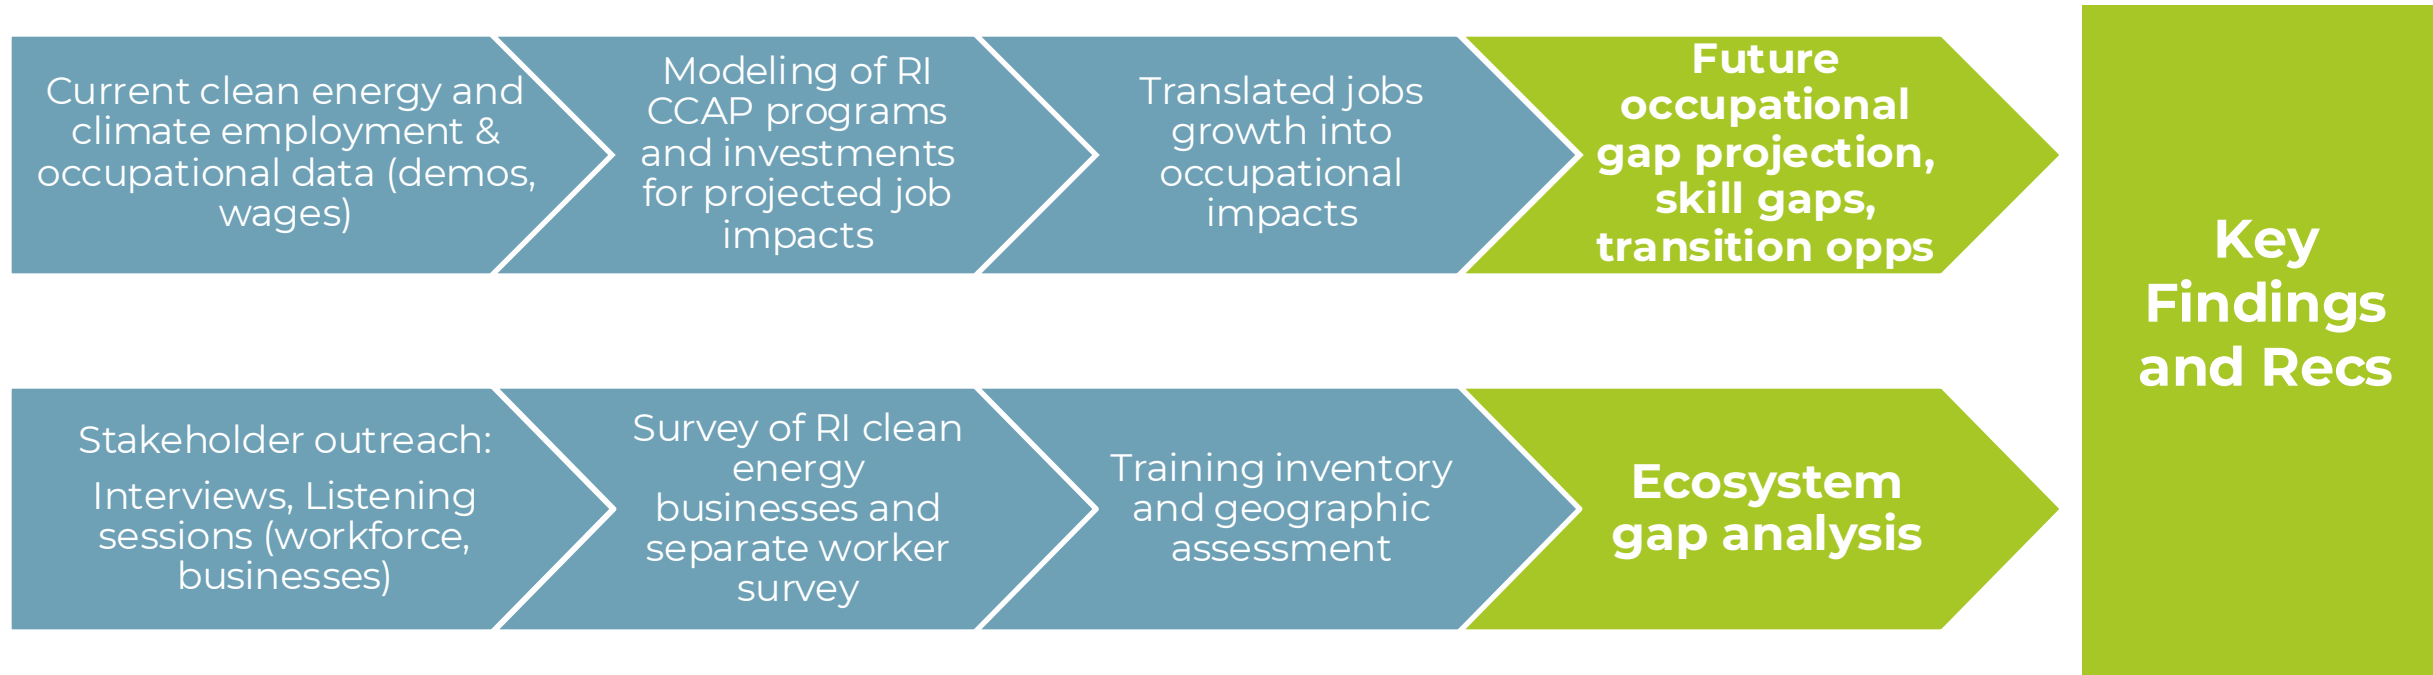 Current clean energy and
climate employment &
occupational data (demos,
wages)
Modeling of RI
CCAP programs
and investments
for projected job
impacts
Translated jobs
growth into
occupational
impacts
Future
occupational
gap projection,
skill gaps,
transition opps
Stakeholder outreach:
Interviews, Listening
sessions (workforce,
businesses)
Survey of RI clean
energy
businesses and
separate worker
survey
Training inventory
and geographic
assessment
Ecosystem
gap analysis
Key
Findings
and Recs